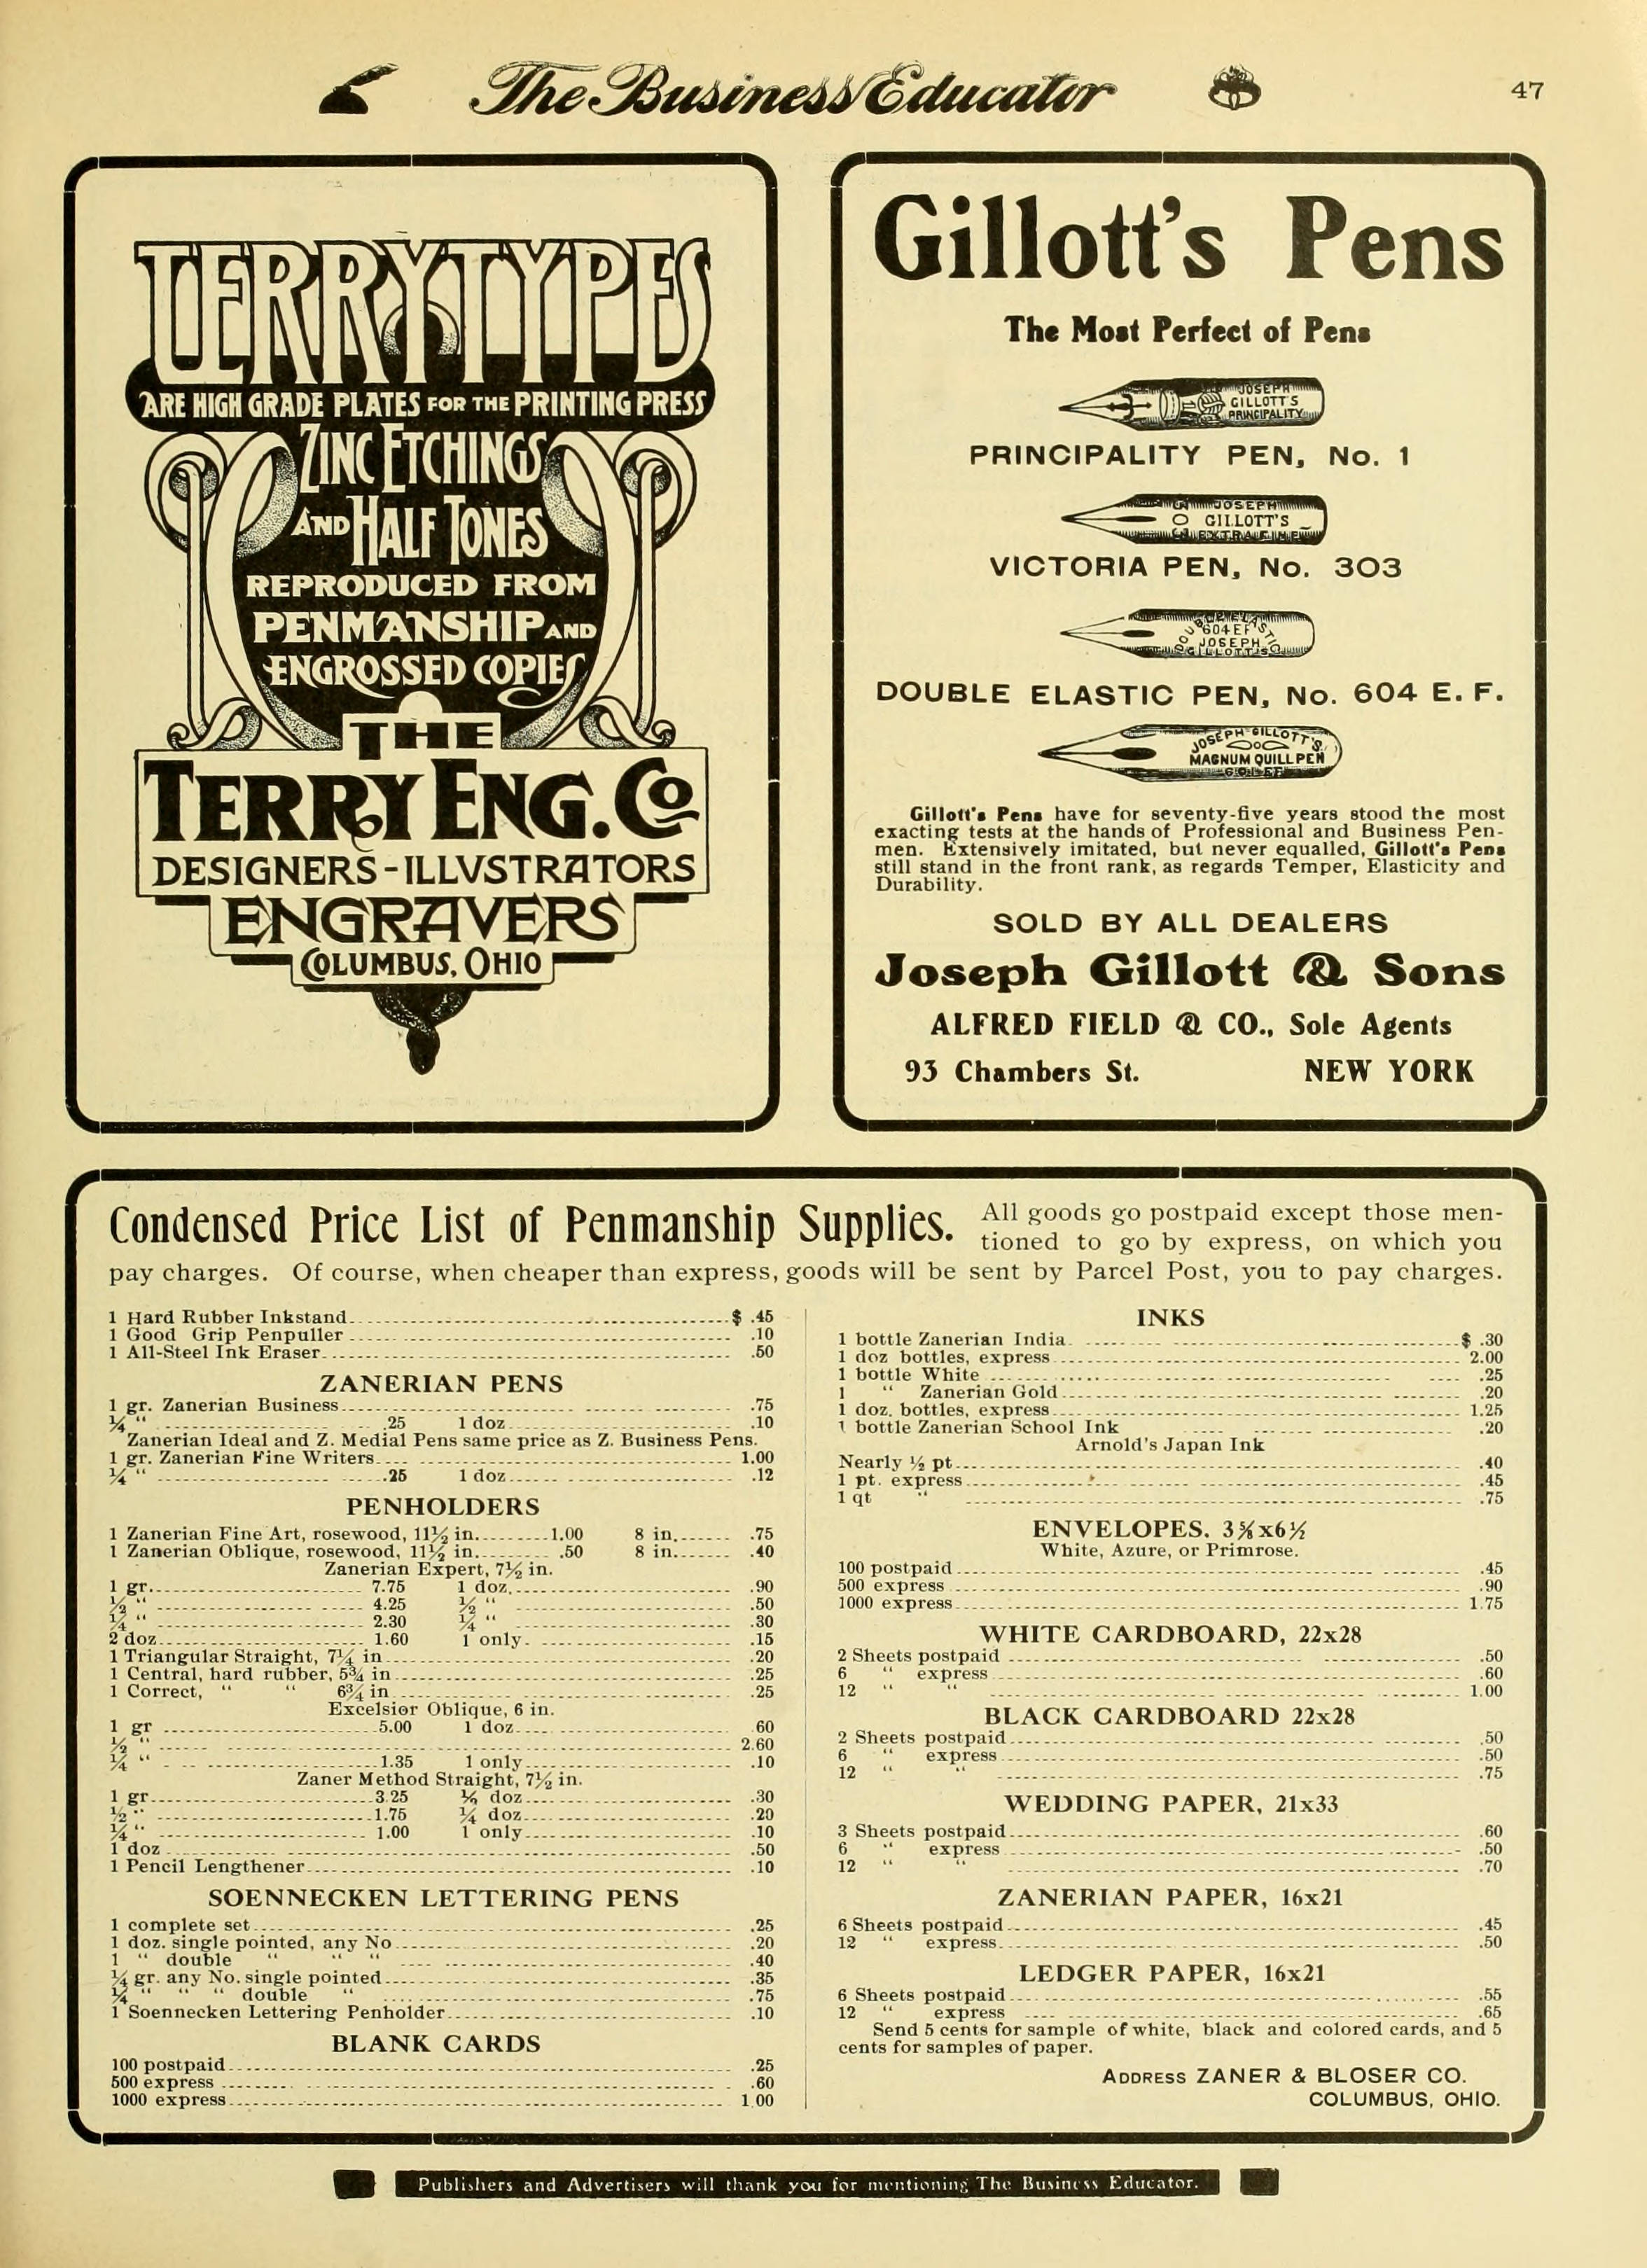 The Business Educator
47
TERRYTYPES
ARE HIGH GRADE PLATES FOR THE PRINTING PRESS
ZINC ETCHINGS
AND HALF TONES
REPRODUCED FROM
PENMANSHIP AND
ENGROSSED COPIES
THE
TERRY ENG. Co
DESIGNERS-ILLVSTRATORS
ENGRAVERS
COLUMBUS, OHIO
Gillott's Pens
The Most Perfect of Pens
JOSEPH
GILLOTT'S
PRINCIPALITY
PRINCIPALITY PEN, No. 1
303
JOSEPH
GILLOTT'S
EXTRA FINE
VICTORIA PEN, No. 303
DOUBLE ELASTIC
604 EF
JOSEPH
GILLOTT'S
DOUBLE ELASTIC PEN, No. 604 E. F.
JOSEPH GILLOTT'S
MAGNUM QUILL PEN
Gillott's Pens have for seventy-five years stood the most
exacting tests at the hands of Professional and Business Pen-
men. Extensively imitated, but never equalled, Gillott's Pens
still stand in the front rank, as regards Temper, Elasticity and
Durability.
SOLD BY ALL DEALERS
Joseph Gillott & Sons
ALFRED FIELD & CO., Sole Agents
93 Chambers St. NEW YORK
Condensed Price List of Penmanship Supplies. All goods go postpaid except those men-
tioned to go by express, on which you
pay charges. Of course, when cheaper than express, goods will be sent by Parcel Post, you to pay charges.
1 Hard Rubber Inkstand $ .45
1 Good Grip Penpuller .10
1 All-Steel Ink Eraser .50
ZANERIAN PENS
1 gr. Zanerian Business .75
¼ " .25 1 doz .10
Zanerian Ideal and Z. Medial Pens same price as Z. Business Pens.
1 gr. Zanerian Fine Writers 1.00
¼ " .25 1 doz .12
PENHOLDERS
1 Zanerian Fine Art, rosewood, 11½ in. 1.00 8 in. .75
1 Zanerian Oblique, rosewood, 11½ in. .50 8 in. .40
Zanerian Expert, 7½ in.
1 gr. 7.75 1 doz. .90
½ " 4.25 ½ " .50
¼ " 2.30 ¼ " .30
2 doz 1.60 1 only. .15
1 Triangular Straight, 7¼ in .20
1 Central, hard rubber, 5¾ in .25
1 Correct, " " 6¾ in .25
Excelsior Oblique, 6 in.
1 gr 5.00 1 doz .60
½ " 2.60
¼ " 1.35 1 only .10
Zaner Method Straight, 7½ in.
1 gr 3.25 ½ doz .30
½ " 1.75 ¼ doz .20
¼ " 1.00 1 only .10
1 doz .50
1 Pencil Lengthener .10
SOENNECKEN LETTERING PENS
1 complete set .25
1 doz. single pointed, any No .20
1 " double " " " .40
¼ gr. any No. single pointed .35
¼ " " " double " .75
1 Soennecken Lettering Penholder .10
BLANK CARDS
100 postpaid .25
500 express .60
1000 express 1.00
INKS
1 bottle Zanerian India $ .30
1 doz bottles, express 2.00
1 bottle White .25
1 " Zanerian Gold .20
1 doz. bottles, express 1.25
1 bottle Zanerian School Ink .20
Arnold's Japan Ink
Nearly ½ pt .40
1 pt. express .45
1 qt " .75
ENVELOPES. 3⅝x6½
White, Azure, or Primrose.
100 postpaid .45
500 express .90
1000 express 1.75
WHITE CARDBOARD, 22x28
2 Sheets postpaid .50
6 " express .60
12 " " 1.00
BLACK CARDBOARD 22x28
2 Sheets postpaid .50
6 " express .50
12 " " .75
WEDDING PAPER, 21x33
3 Sheets postpaid .60
6 " express .50
12 " " .70
ZANERIAN PAPER, 16x21
6 Sheets postpaid .45
12 " express .50
LEDGER PAPER, 16x21
6 Sheets postpaid .55
12 " express .65
Send 5 cents for sample of white, black and colored cards, and 5
cents for samples of paper.
ADDRESS ZANER & BLOSER CO.
COLUMBUS, OHIO.
Publishers and Advertisers will thank you for mentioning The Business Educator.